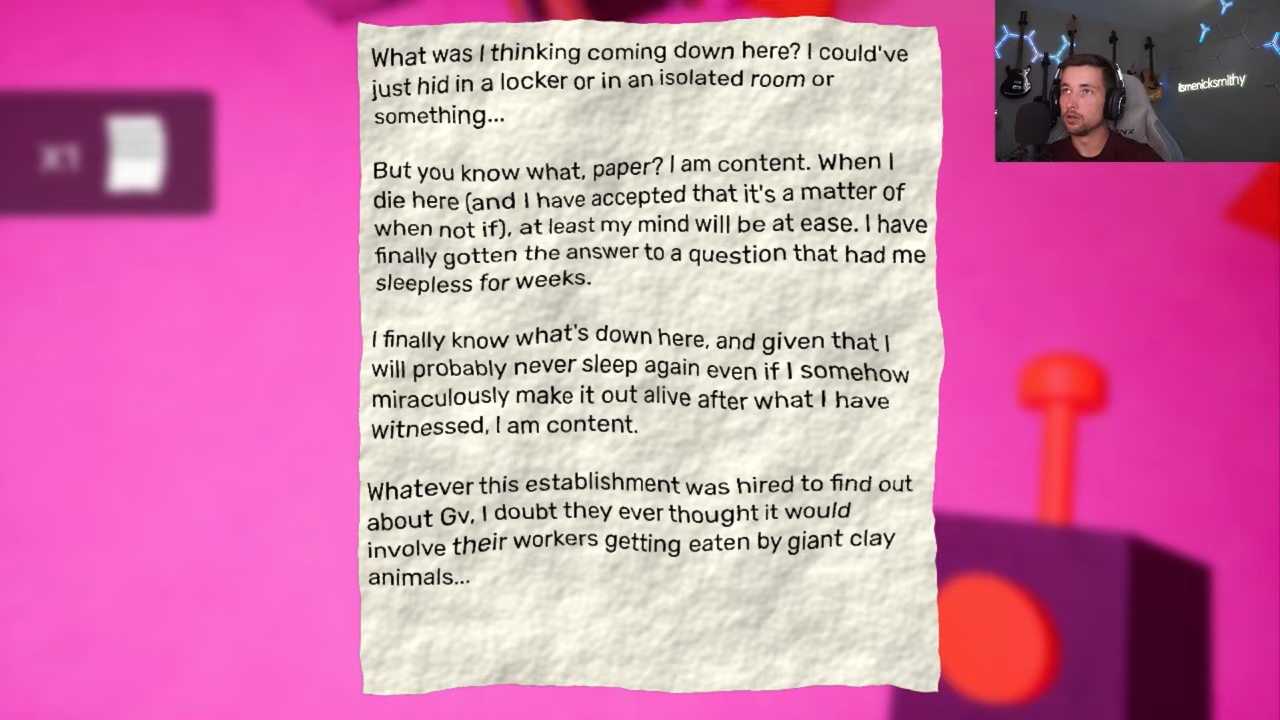 What was I thinking coming down here? I could've
just hid in a locker or in an isolated room or
something...
But you know what, paper? I am content. When I
die here (and I have accepted that it's a matter of
when not if), at least my mind will be at ease. I have
finally gotten the answer to a question that had me
sleepless for weeks.
I finally know what's down here, and given that I
will probably never sleep again even if I somehow
miraculously make it out alive after what I have
witnessed, I am content.
Whatever this establishment was hired to find out
about Gv, I doubt they ever thought it would
involve their workers getting eaten by giant clay
animals...
X1
itsmenicksmithy